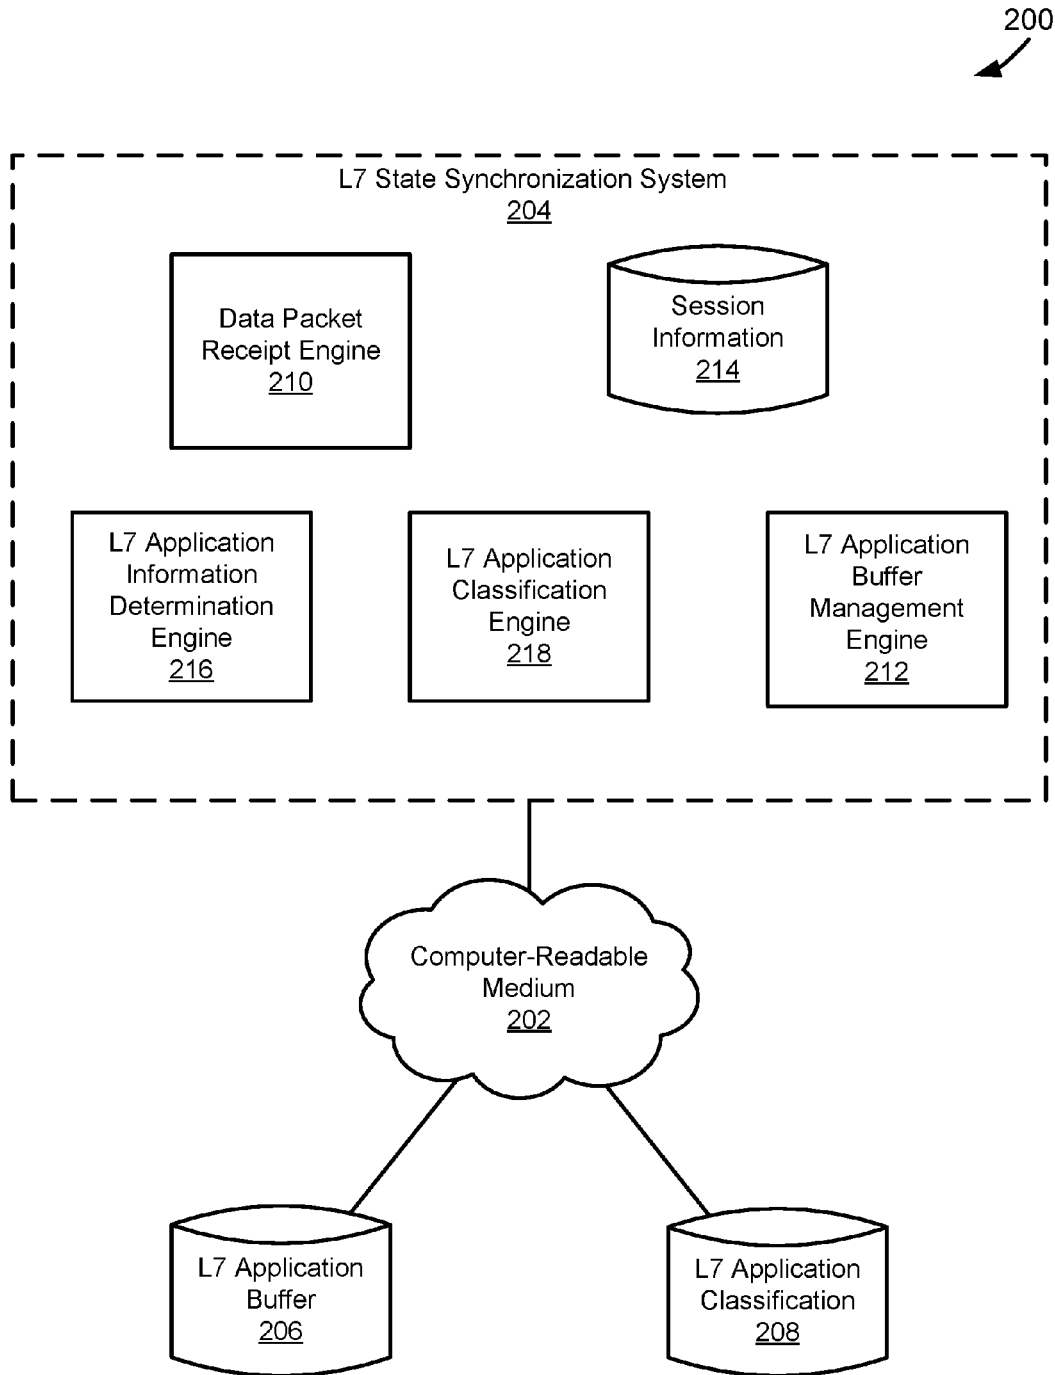 200
L7 State Synchronization System
204
Data Packet
Receipt Engine
210
Session
Information
214
L7 Application
Information
Determination
Engine
216
L7 Application
Classification
Engine
218
L7 Application
Buffer
Management
Engine
212
Computer-Readable
Medium
202
L7 Application
Buffer
206
L7 Application
Classification
208